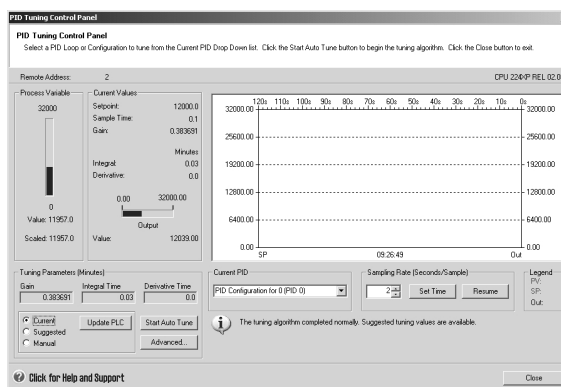 PID Tuning Control Panel
PID Tuning Control Panel
Select a PID Loop or Configuration to tune from the Current PID Drop Down list. Click the Start Auto Tune button to begin the tuning algorithm. Click the Close button to exit.
Remote Address: 2 CPU 224XP REL 02.0
Process Variable
32000
0
Value: 11957.0
Scaled: 11957.0
Current Values
Setpoint: 12000.0
Sample Time: 0.1
Gain: 0.383691
Minutes
Integral: 0.03
Derivative: 0.0
0.00 32000.00
Output
Value: 12039.00
120s 110s 100s 90s 80s 70s 60s 50s 40s 30s 20s 10s 0s
32000.00 32000.00
25600.00 25600.00
19200.00 19200.00
12800.00 12800.00
6400.00 6400.00
0.00 0.00
SP 09:26:49 Out
Tuning Parameters (Minutes)
Gain Integral Time Derivative Time
0.383691 0.03 0.0
Current
Suggested
Manual
Update PLC
Start Auto Tune
Advanced...
Current PID
PID Configuration for 0 (PID 0)
Sampling Rate (Seconds/Sample)
2 Set Time Resume
Legend
PV:
SP:
Out:
The tuning algorithm completed normally. Suggested tuning values are available.
Click for Help and Support
Close